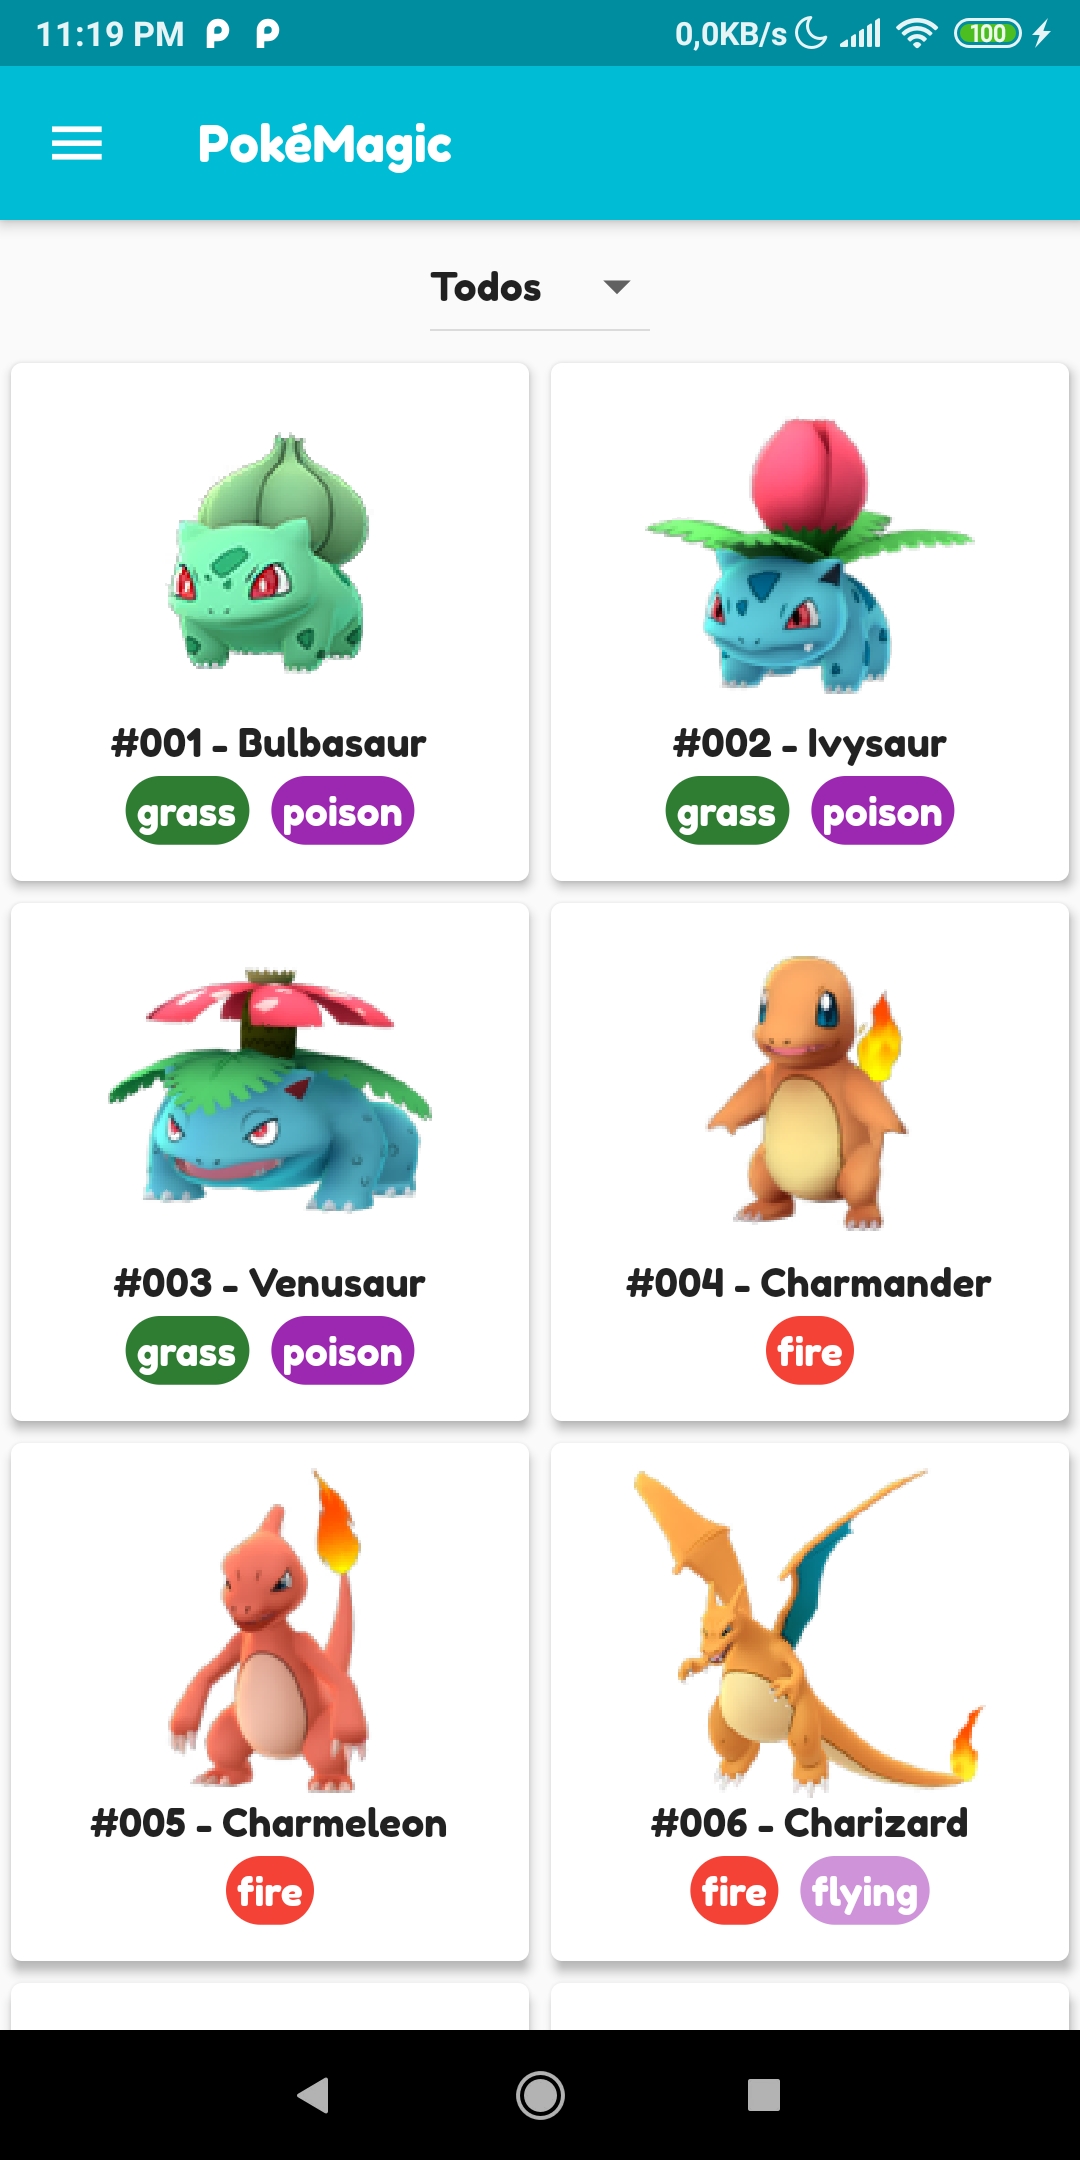 11:19 PM 0,0KB/s 100
PokéMagic
Todos
#001 - Bulbasaur
grass poison
#002 - Ivysaur
grass poison
#003 - Venusaur
grass poison
#004 - Charmander
fire
#005 - Charmeleon
fire
#006 - Charizard
fire flying